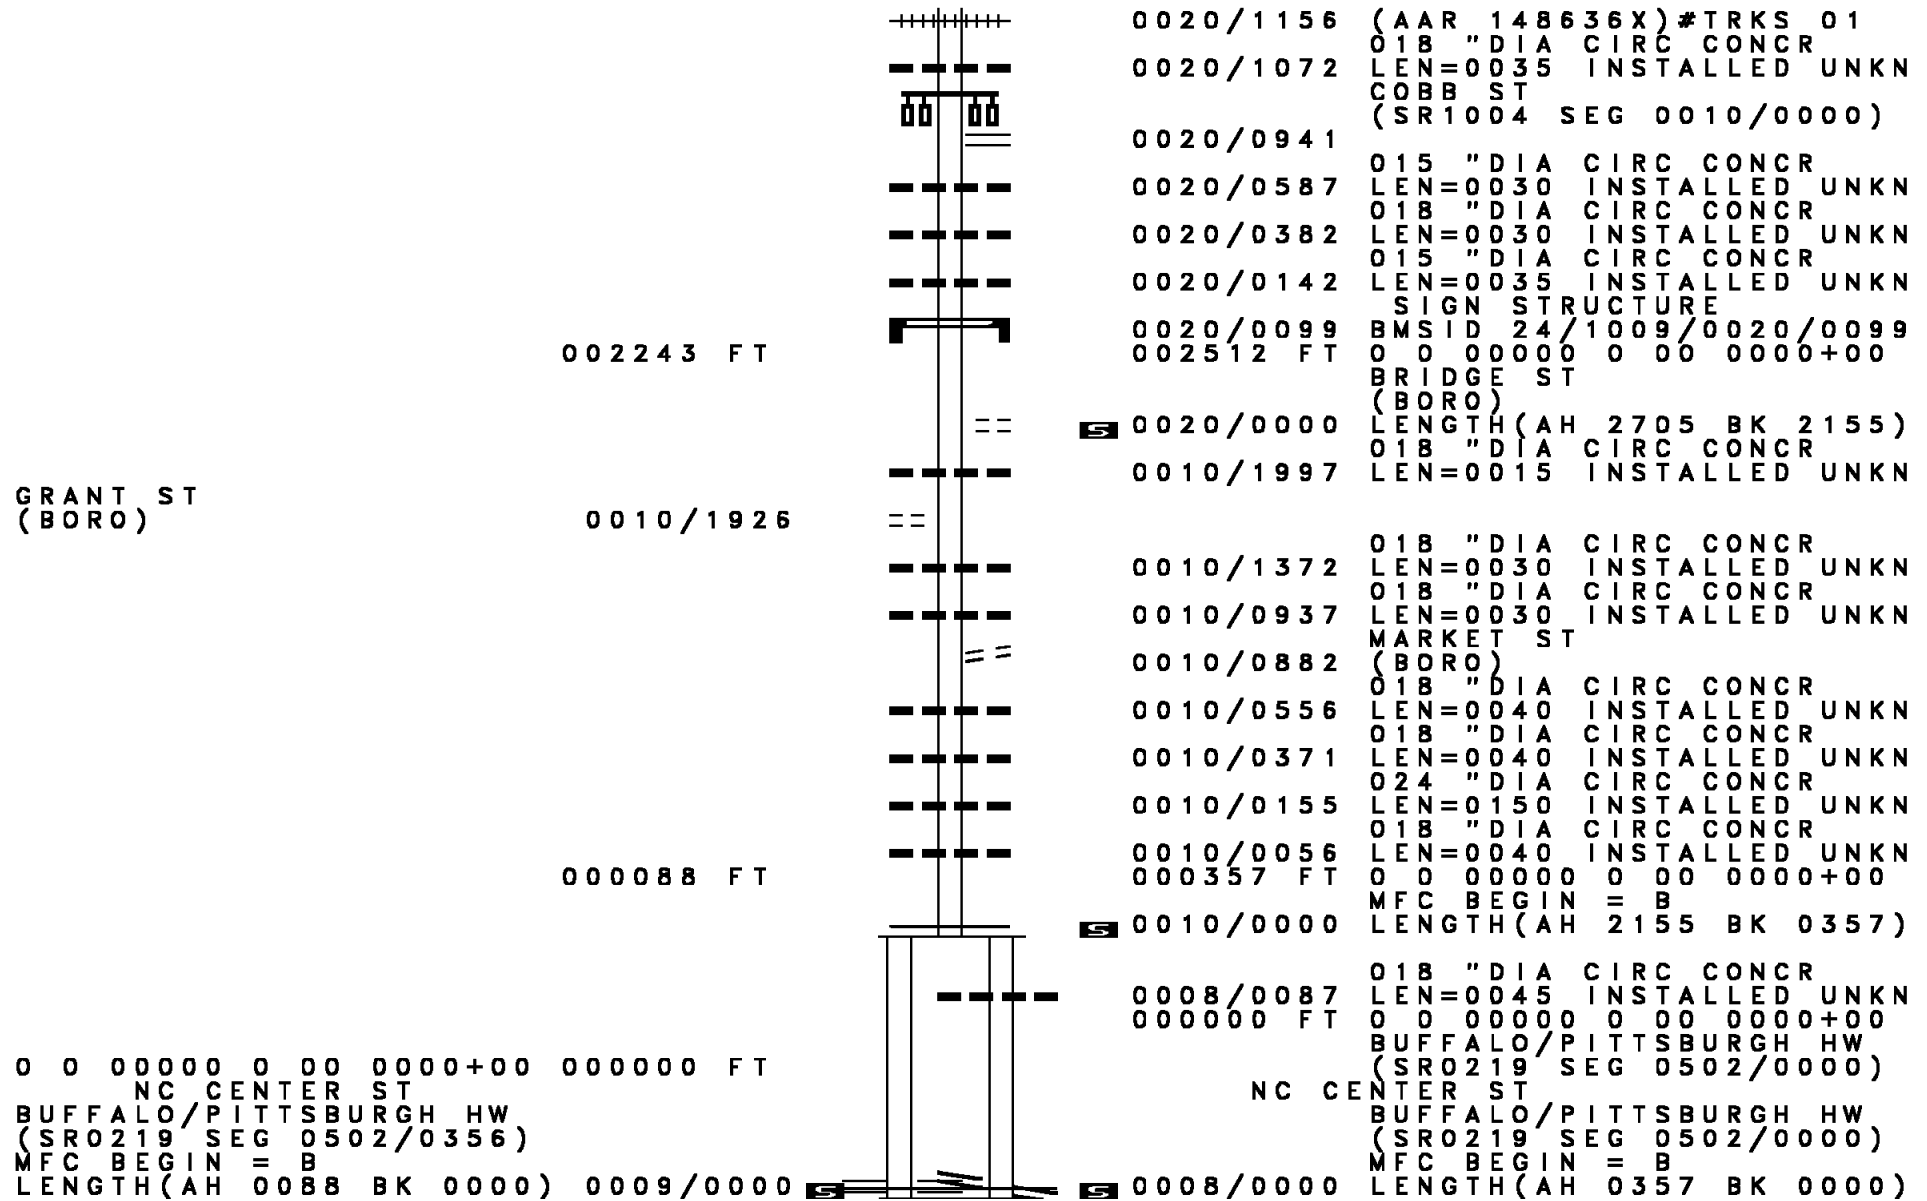 0020/1156 (AAR 148636X)#TRKS 01
018 "DIA CIRC CONCR
0020/1072 LEN=0035 INSTALLED UNKN
COBB ST
(SR1004 SEG 0010/0000)
0020/0941
015 "DIA CIRC CONCR
0020/0587 LEN=0030 INSTALLED UNKN
018 "DIA CIRC CONCR
0020/0382 LEN=0030 INSTALLED UNKN
015 "DIA CIRC CONCR
0020/0142 LEN=0035 INSTALLED UNKN
SIGN STRUCTURE
0020/0099 BMSID 24/1009/0020/0099
002243 FT 002512 FT 0 0 00000 0 00 0000+00
BRIDGE ST
(BORO)
S 0020/0000 LENGTH(AH 2705 BK 2155)
018 "DIA CIRC CONCR
0010/1997 LEN=0015 INSTALLED UNKN
GRANT ST
(BORO) 0010/1926
018 "DIA CIRC CONCR
0010/1372 LEN=0030 INSTALLED UNKN
018 "DIA CIRC CONCR
0010/0937 LEN=0030 INSTALLED UNKN
MARKET ST
0010/0882 (BORO)
018 "DIA CIRC CONCR
0010/0556 LEN=0040 INSTALLED UNKN
018 "DIA CIRC CONCR
0010/0371 LEN=0040 INSTALLED UNKN
024 "DIA CIRC CONCR
0010/0155 LEN=0150 INSTALLED UNKN
018 "DIA CIRC CONCR
0010/0056 LEN=0040 INSTALLED UNKN
000088 FT 000357 FT 0 0 00000 0 00 0000+00
MFC BEGIN = B
S 0010/0000 LENGTH(AH 2155 BK 0357)
018 "DIA CIRC CONCR
0008/0087 LEN=0045 INSTALLED UNKN
000000 FT 0 0 00000 0 00 0000+00
BUFFALO/PITTSBURGH HW
0 0 00000 0 00 0000+00 000000 FT (SR0219 SEG 0502/0000)
NC CENTER ST NC CENTER ST
BUFFALO/PITTSBURGH HW BUFFALO/PITTSBURGH HW
(SR0219 SEG 0502/0356) (SR0219 SEG 0502/0000)
MFC BEGIN = B MFC BEGIN = B
LENGTH(AH 0088 BK 0000) 0009/0000 S S 0008/0000 LENGTH(AH 0357 BK 0000)